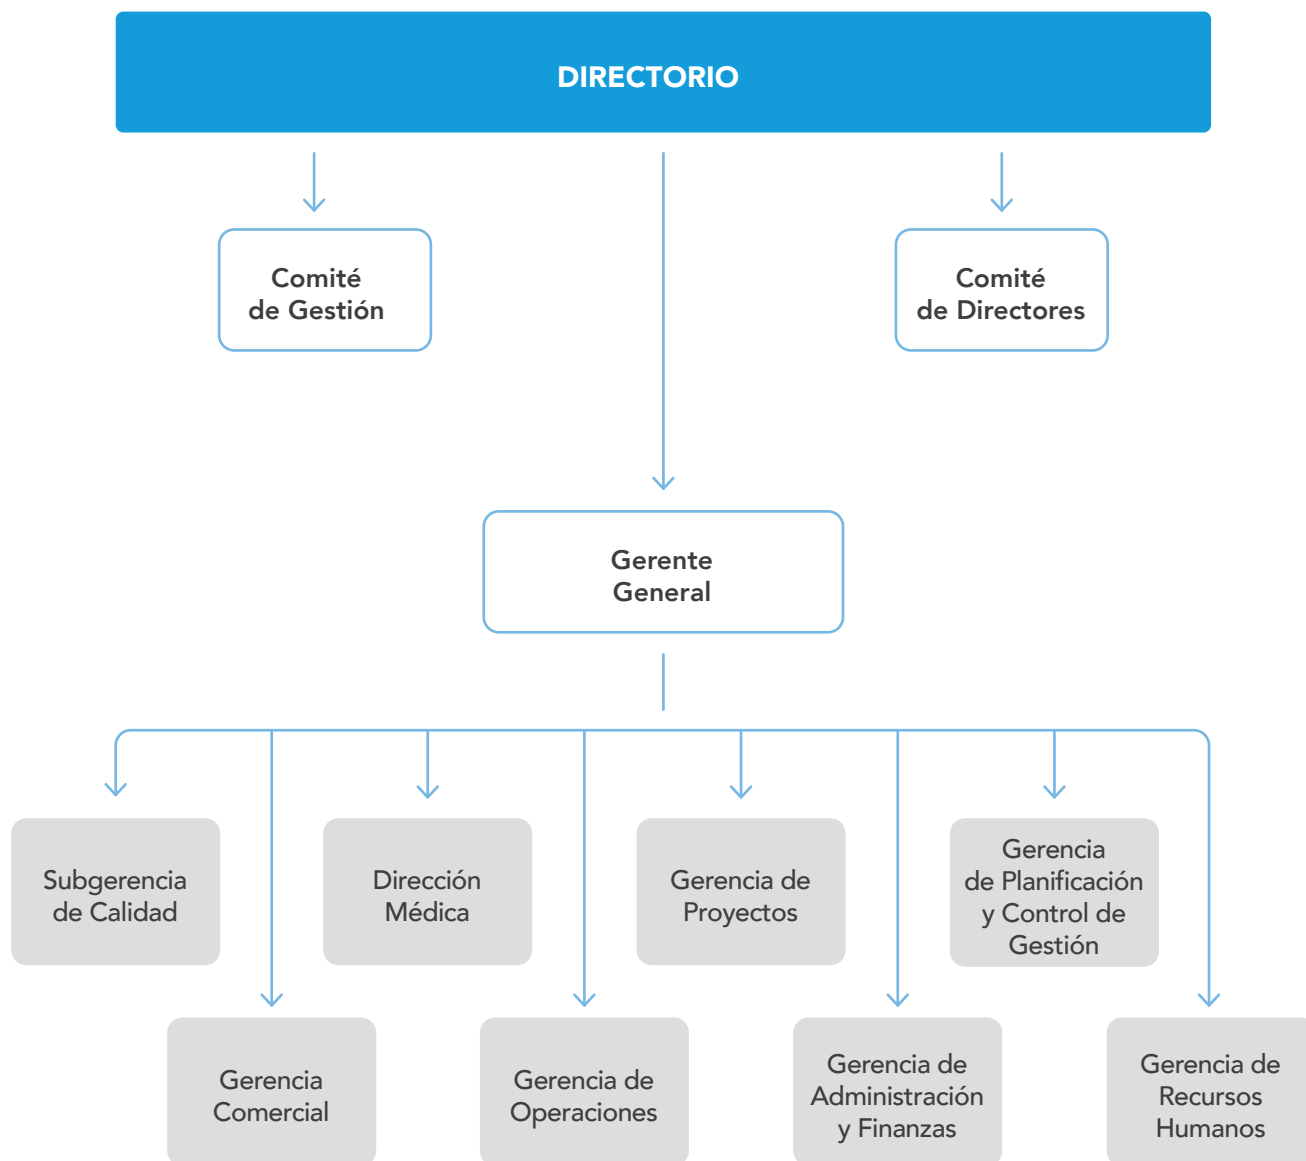 DIRECTORIO
Comité
de Gestión
Comité
de Directores
Gerente
General
Subgerencia
de Calidad
Dirección
Médica
Gerencia de
Proyectos
Gerencia
de Planificación
y Control de
Gestión
Gerencia
Comercial
Gerencia de
Operaciones
Gerencia de
Administración
y Finanzas
Gerencia de
Recursos
Humanos